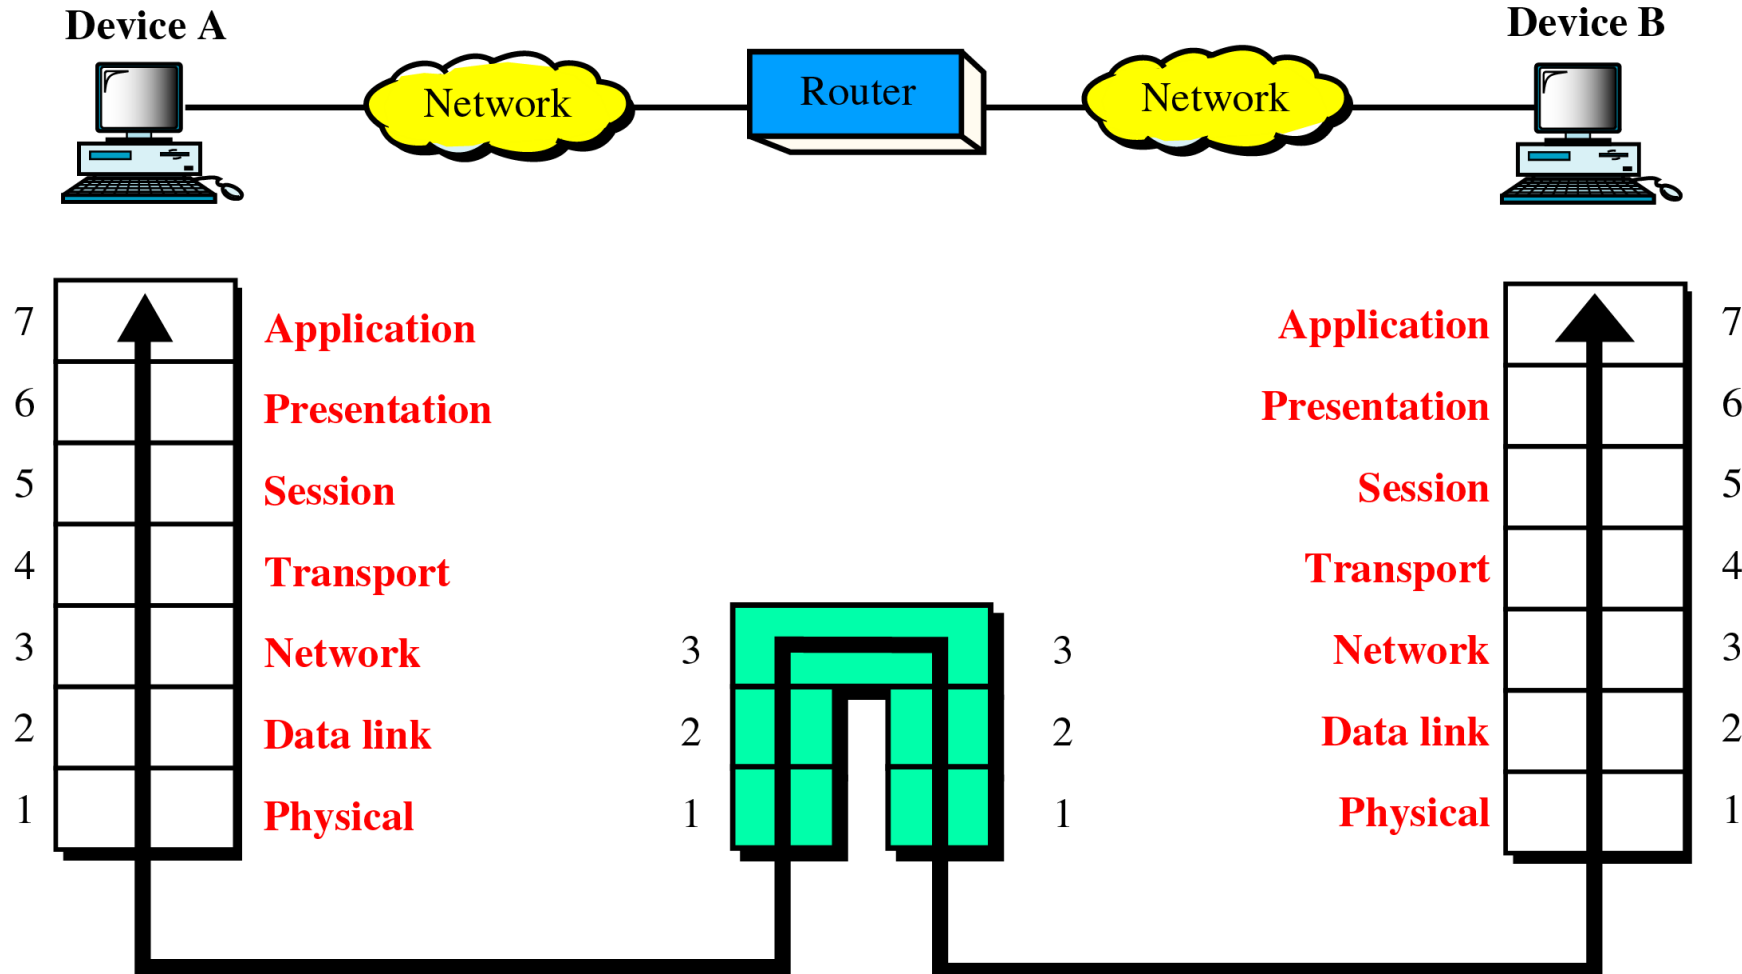 Device A
Device B
Network
Router
Network
7 Application Application 7
6 Presentation Presentation 6
5 Session Session 5
4 Transport Transport 4
3 Network 3 3 Network 3
2 Data link 2 2 Data link 2
1 Physical 1 1 Physical 1